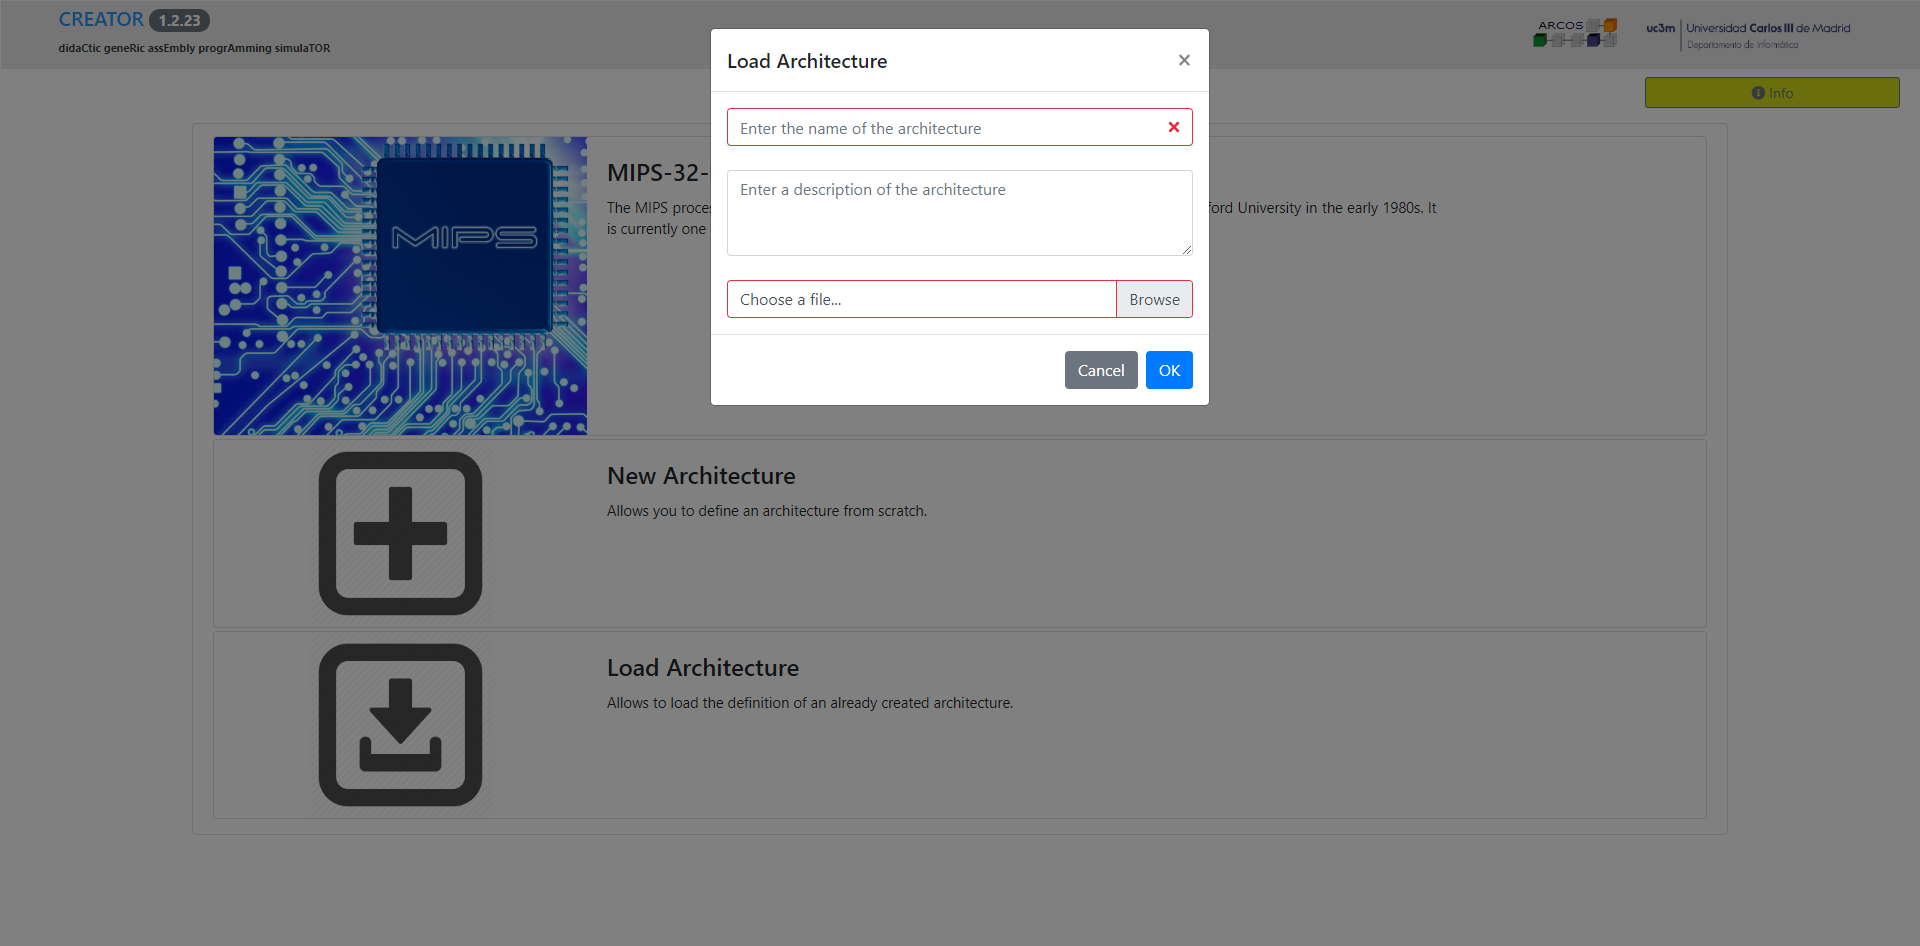 CREATOR 1.2.23
didaCtic geneRic assEmbly progrAmming simulaTOR
ARCOS
uc3m Universidad Carlos III de Madrid
Departamento de Informática
Info
Load Architecture
×
Enter the name of the architecture
Enter a description of the architecture
Choose a file... Browse
Cancel OK
MIPS
MIPS-32-
The MIPS proces
ford University in the early 1980s. It
is currently one
New Architecture
Allows you to define an architecture from scratch.
Load Architecture
Allows to load the definition of an already created architecture.